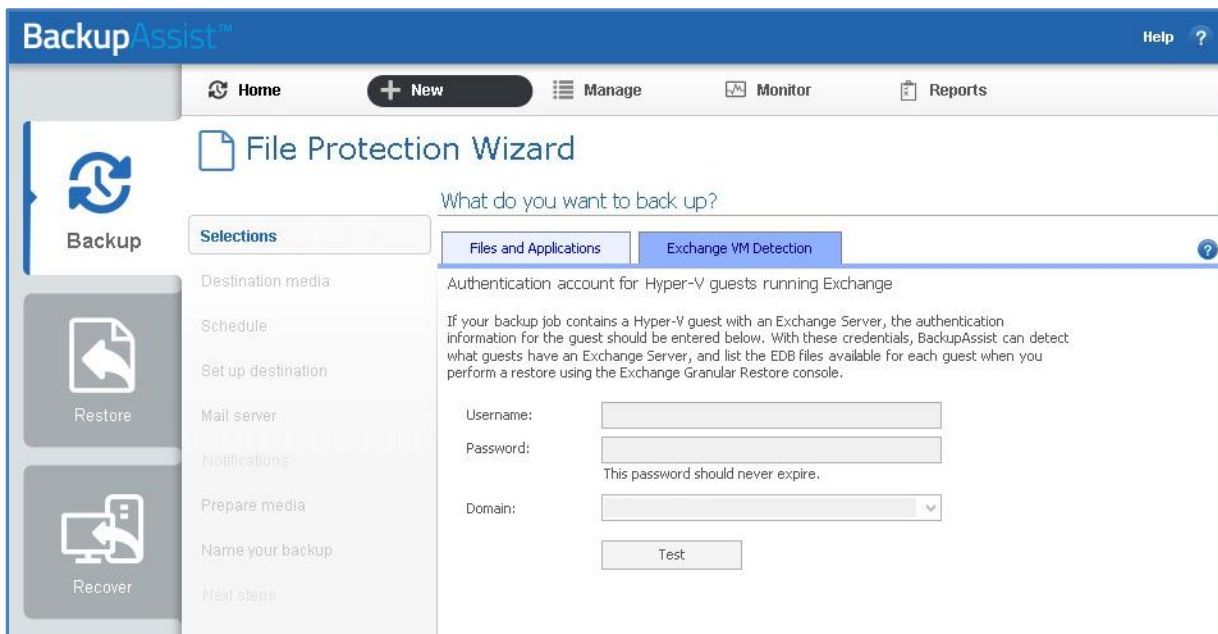 BackupAssist™
Help ?
Home
New
Manage
Monitor
Reports
Backup
Restore
Recover
File Protection Wizard
Selections
Destination media
Schedule
Set up destination
Mail server
Notifications
Prepare media
Name your backup
Next steps
What do you want to back up?
Files and Applications
Exchange VM Detection
?
Authentication account for Hyper-V guests running Exchange
If your backup job contains a Hyper-V guest with an Exchange Server, the authentication
information for the guest should be entered below. With these credentials, BackupAssist can detect
what guests have an Exchange Server, and list the EDB files available for each guest when you
perform a restore using the Exchange Granular Restore console.
Username:
Password:
This password should never expire.
Domain:
Test